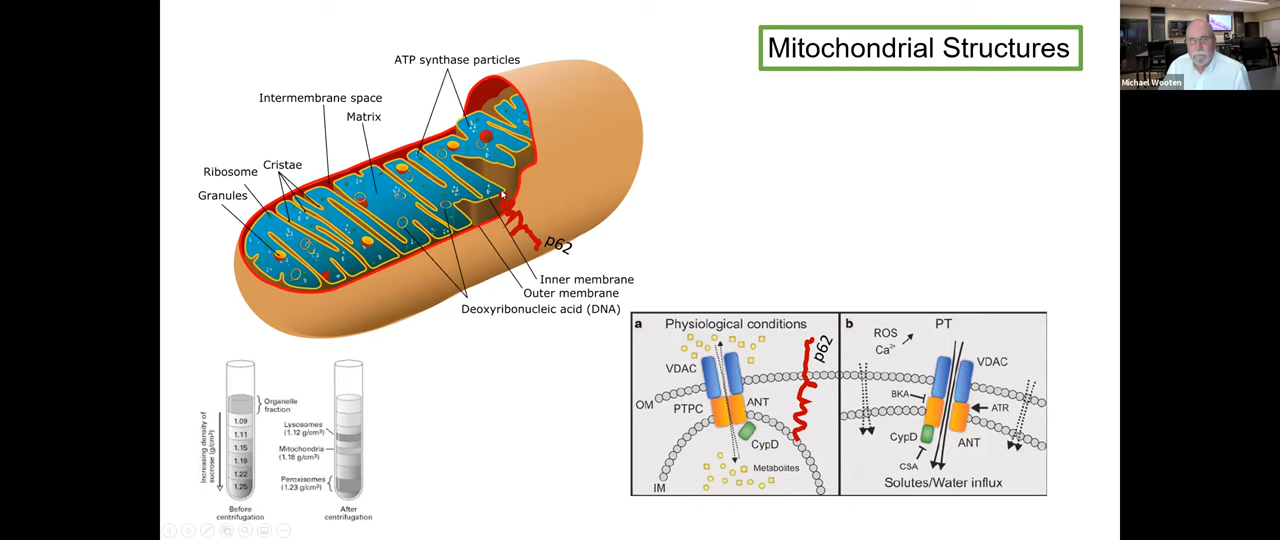 Mitochondrial Structures
Michael Wooten
ATP synthase particles
Intermembrane space
Matrix
Cristae
Ribosome
Granules
p62
Inner membrane
Outer membrane
Deoxyribonucleic acid (DNA)
Increasing density of
sucrose (g/cm³)
Organelle
fraction
1.09
1.11
1.15
1.19
1.22
1.25
Before
centrifugation
Lysosomes
(1.12 g/cm³)
Mitochondria
(1.18 g/cm³)
Peroxisomes
(1.23 g/cm³)
After
centrifugation
a
Physiological conditions
p62
VDAC
OM
PTPC
ANT
CypD
Metabolites
IM
b
PT
ROS
Ca²⁺
VDAC
BKA
ATR
CypD
ANT
CSA
Solutes/Water influx